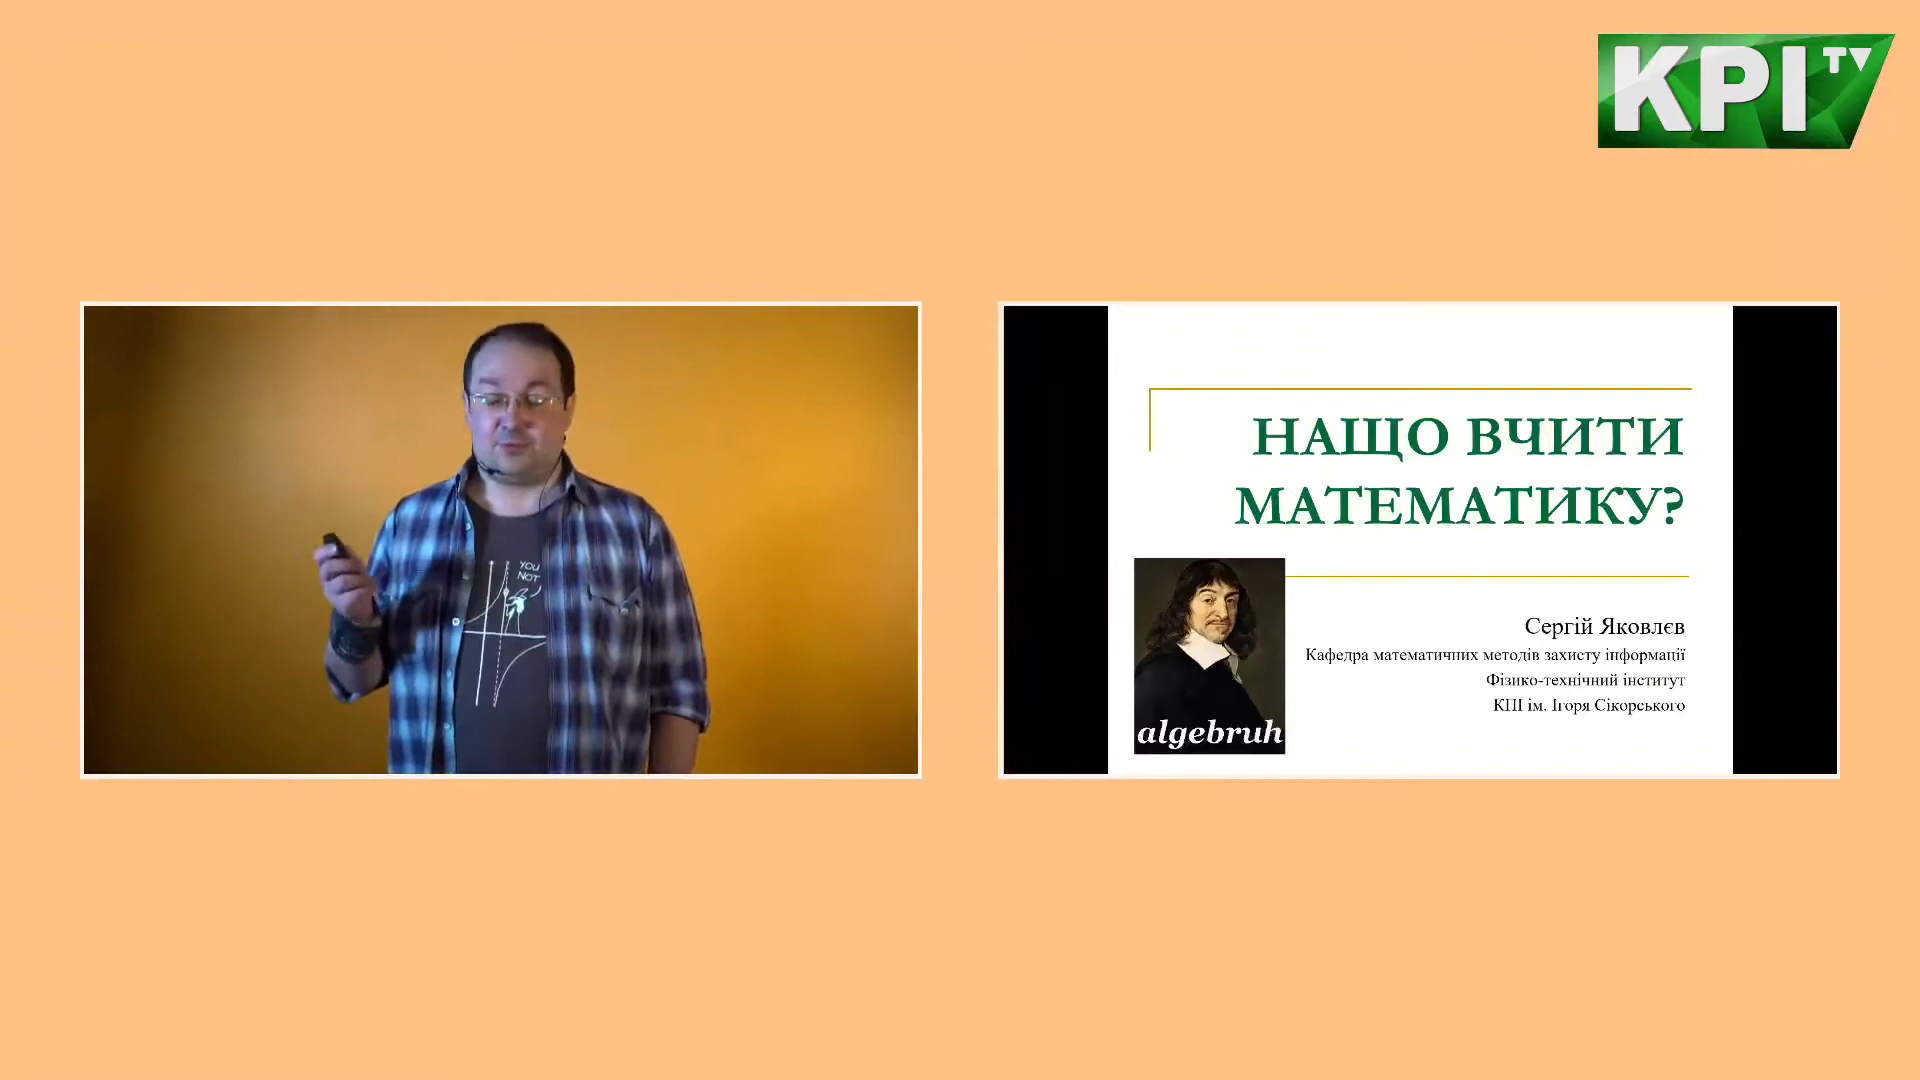 KPI TV
YOU
NOT
НАЩО ВЧИТИ
МАТЕМАТИКУ?
Сергій Яковлєв
Кафедра математичних методів захисту інформації
Фізико-технічний інститут
КПІ ім. Ігоря Сікорського
algebruh